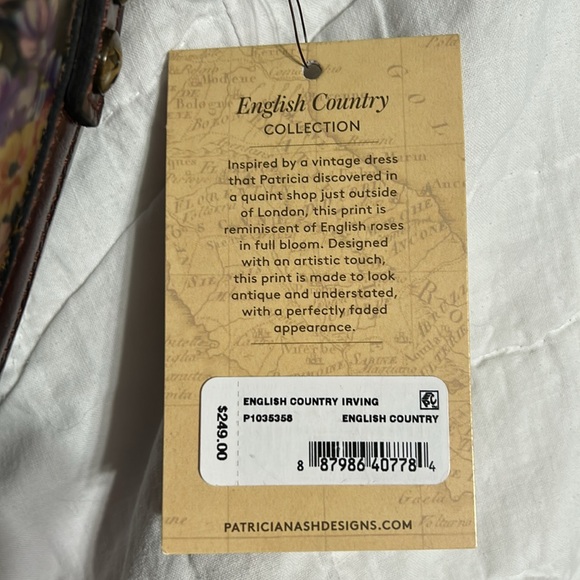 English Country
COLLECTION
Inspired by a vintage dress
that Patricia discovered in
a quaint shop just outside
of London, this print is
reminiscent of English roses
in full bloom. Designed
with an artistic touch,
this print is made to look
antique and understated,
with a perfectly faded
appearance.
$249.00
ENGLISH COUNTRY IRVING
P1035358 ENGLISH COUNTRY
8 87986 40778 4
PATRICIANASHDESIGNS.COM